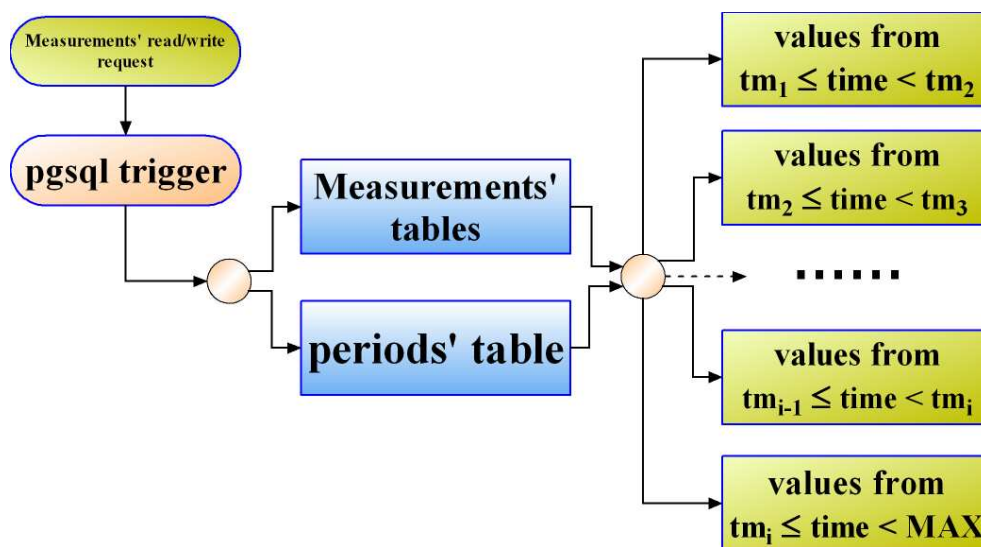 Measurements' read/write
request
pgsql trigger
Measurements'
tables
periods' table
values from
tm₁ ≤ time < tm₂
values from
tm₂ ≤ time < tm₃
......
values from
tmᵢ₋₁ ≤ time < tmᵢ
values from
tmᵢ ≤ time < MAX